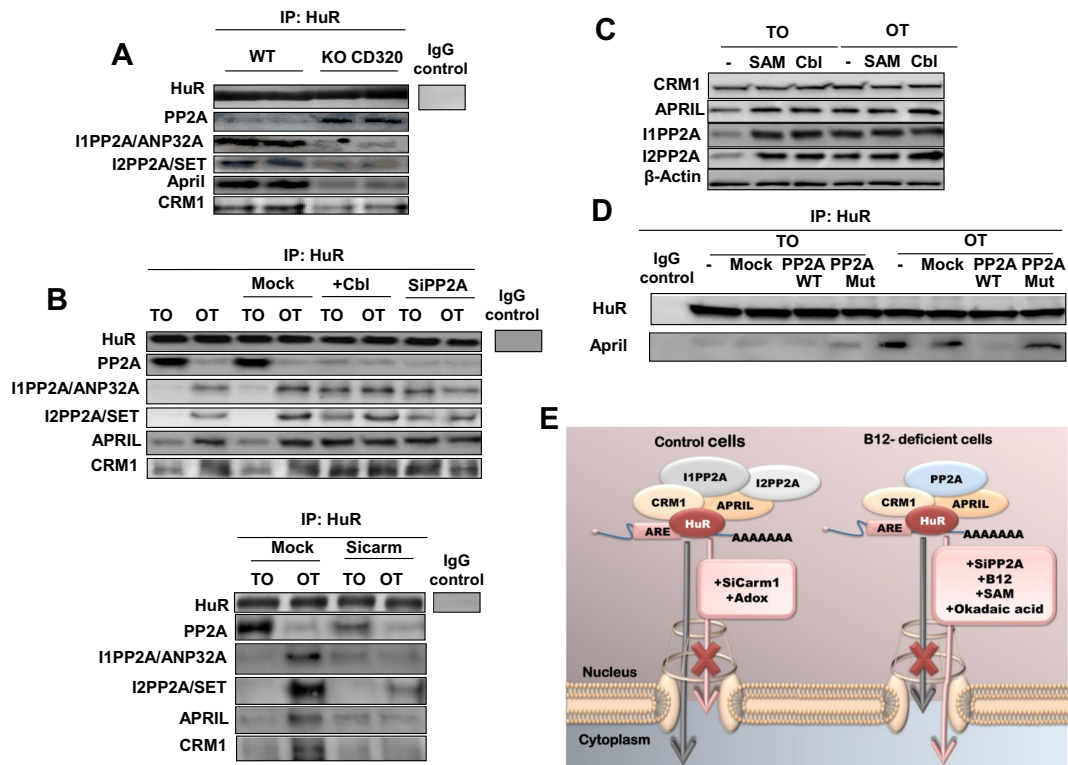 A
IP: HuR
WT
KO CD320
IgG
control
HuR
PP2A
I1PP2A/ANP32A
I2PP2A/SET
April
CRM1
B
IP: HuR
Mock
+Cbl
SiPP2A
IgG
control
TO OT TO OT TO OT TO OT
HuR
PP2A
I1PP2A/ANP32A
I2PP2A/SET
APRIL
CRM1
IP: HuR
Mock
Sicarm
IgG
control
TO OT TO OT
HuR
PP2A
I1PP2A/ANP32A
I2PP2A/SET
APRIL
CRM1
C
TO
OT
- SAM Cbl - SAM Cbl
CRM1
APRIL
I1PP2A
I2PP2A
β-Actin
D
IP: HuR
TO
OT
IgG
control
- Mock PP2A PP2A - Mock PP2A PP2A
WT Mut WT Mut
HuR
April
E
Control cells
B12- deficient cells
I1PP2A
I2PP2A
CRM1
APRIL
HuR
ARE
AAAAAAA
+SiCarm1
+Adox
PP2A
CRM1
APRIL
HuR
ARE
AAAAAAA
+SiPP2A
+B12
+SAM
+Okadaic acid
Nucleus
Cytoplasm